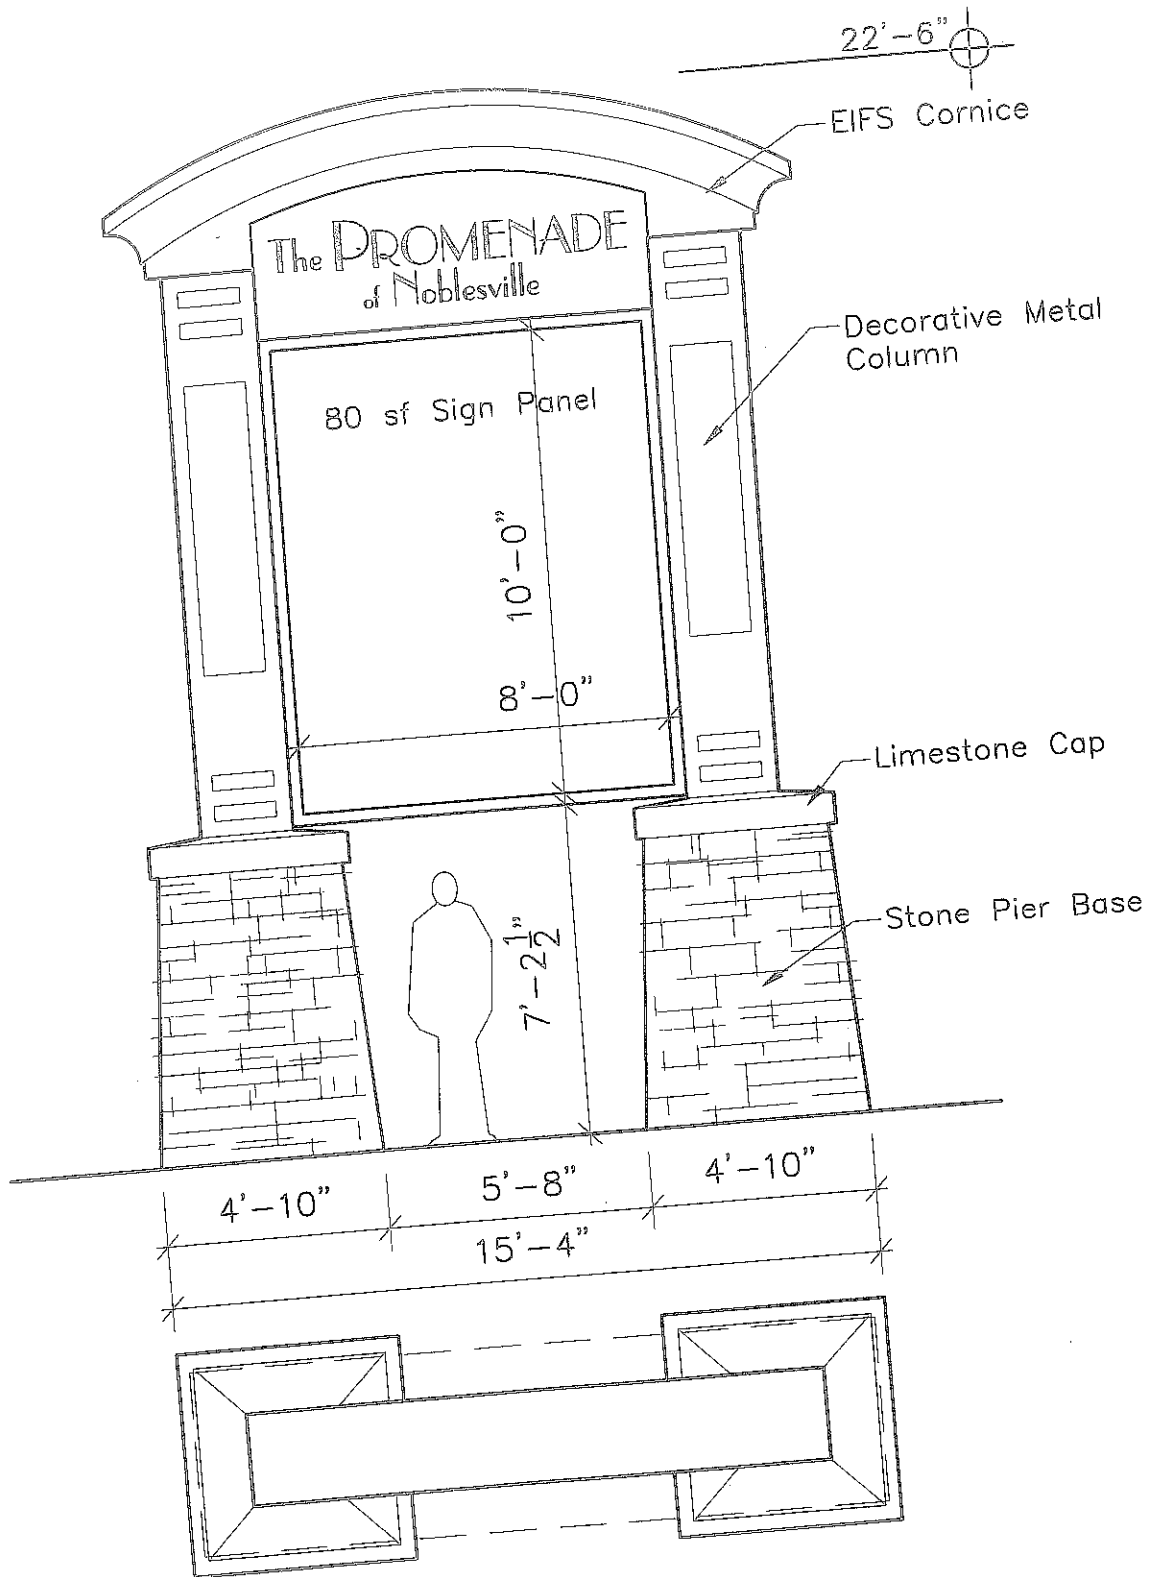 22'-6"
EIFS Cornice
The PROMENADE
of Noblesville
Decorative Metal
Column
80 sf Sign Panel
10'-0"
8'-0"
Limestone Cap
Stone Pier Base
7'-2 1/2"
4'-10"
5'-8"
4'-10"
15'-4"